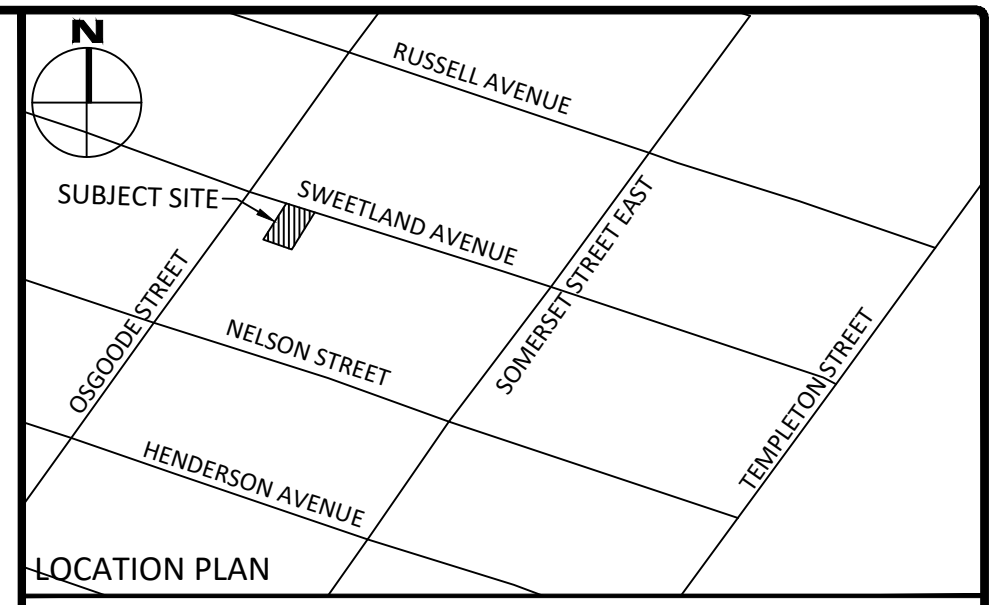 N
RUSSELL AVENUE
SUBJECT SITE
SWEETLAND AVENUE
SOMERSET STREET EAST
OSGOODE STREET
NELSON STREET
TEMPLETON STREET
HENDERSON AVENUE
LOCATION PLAN